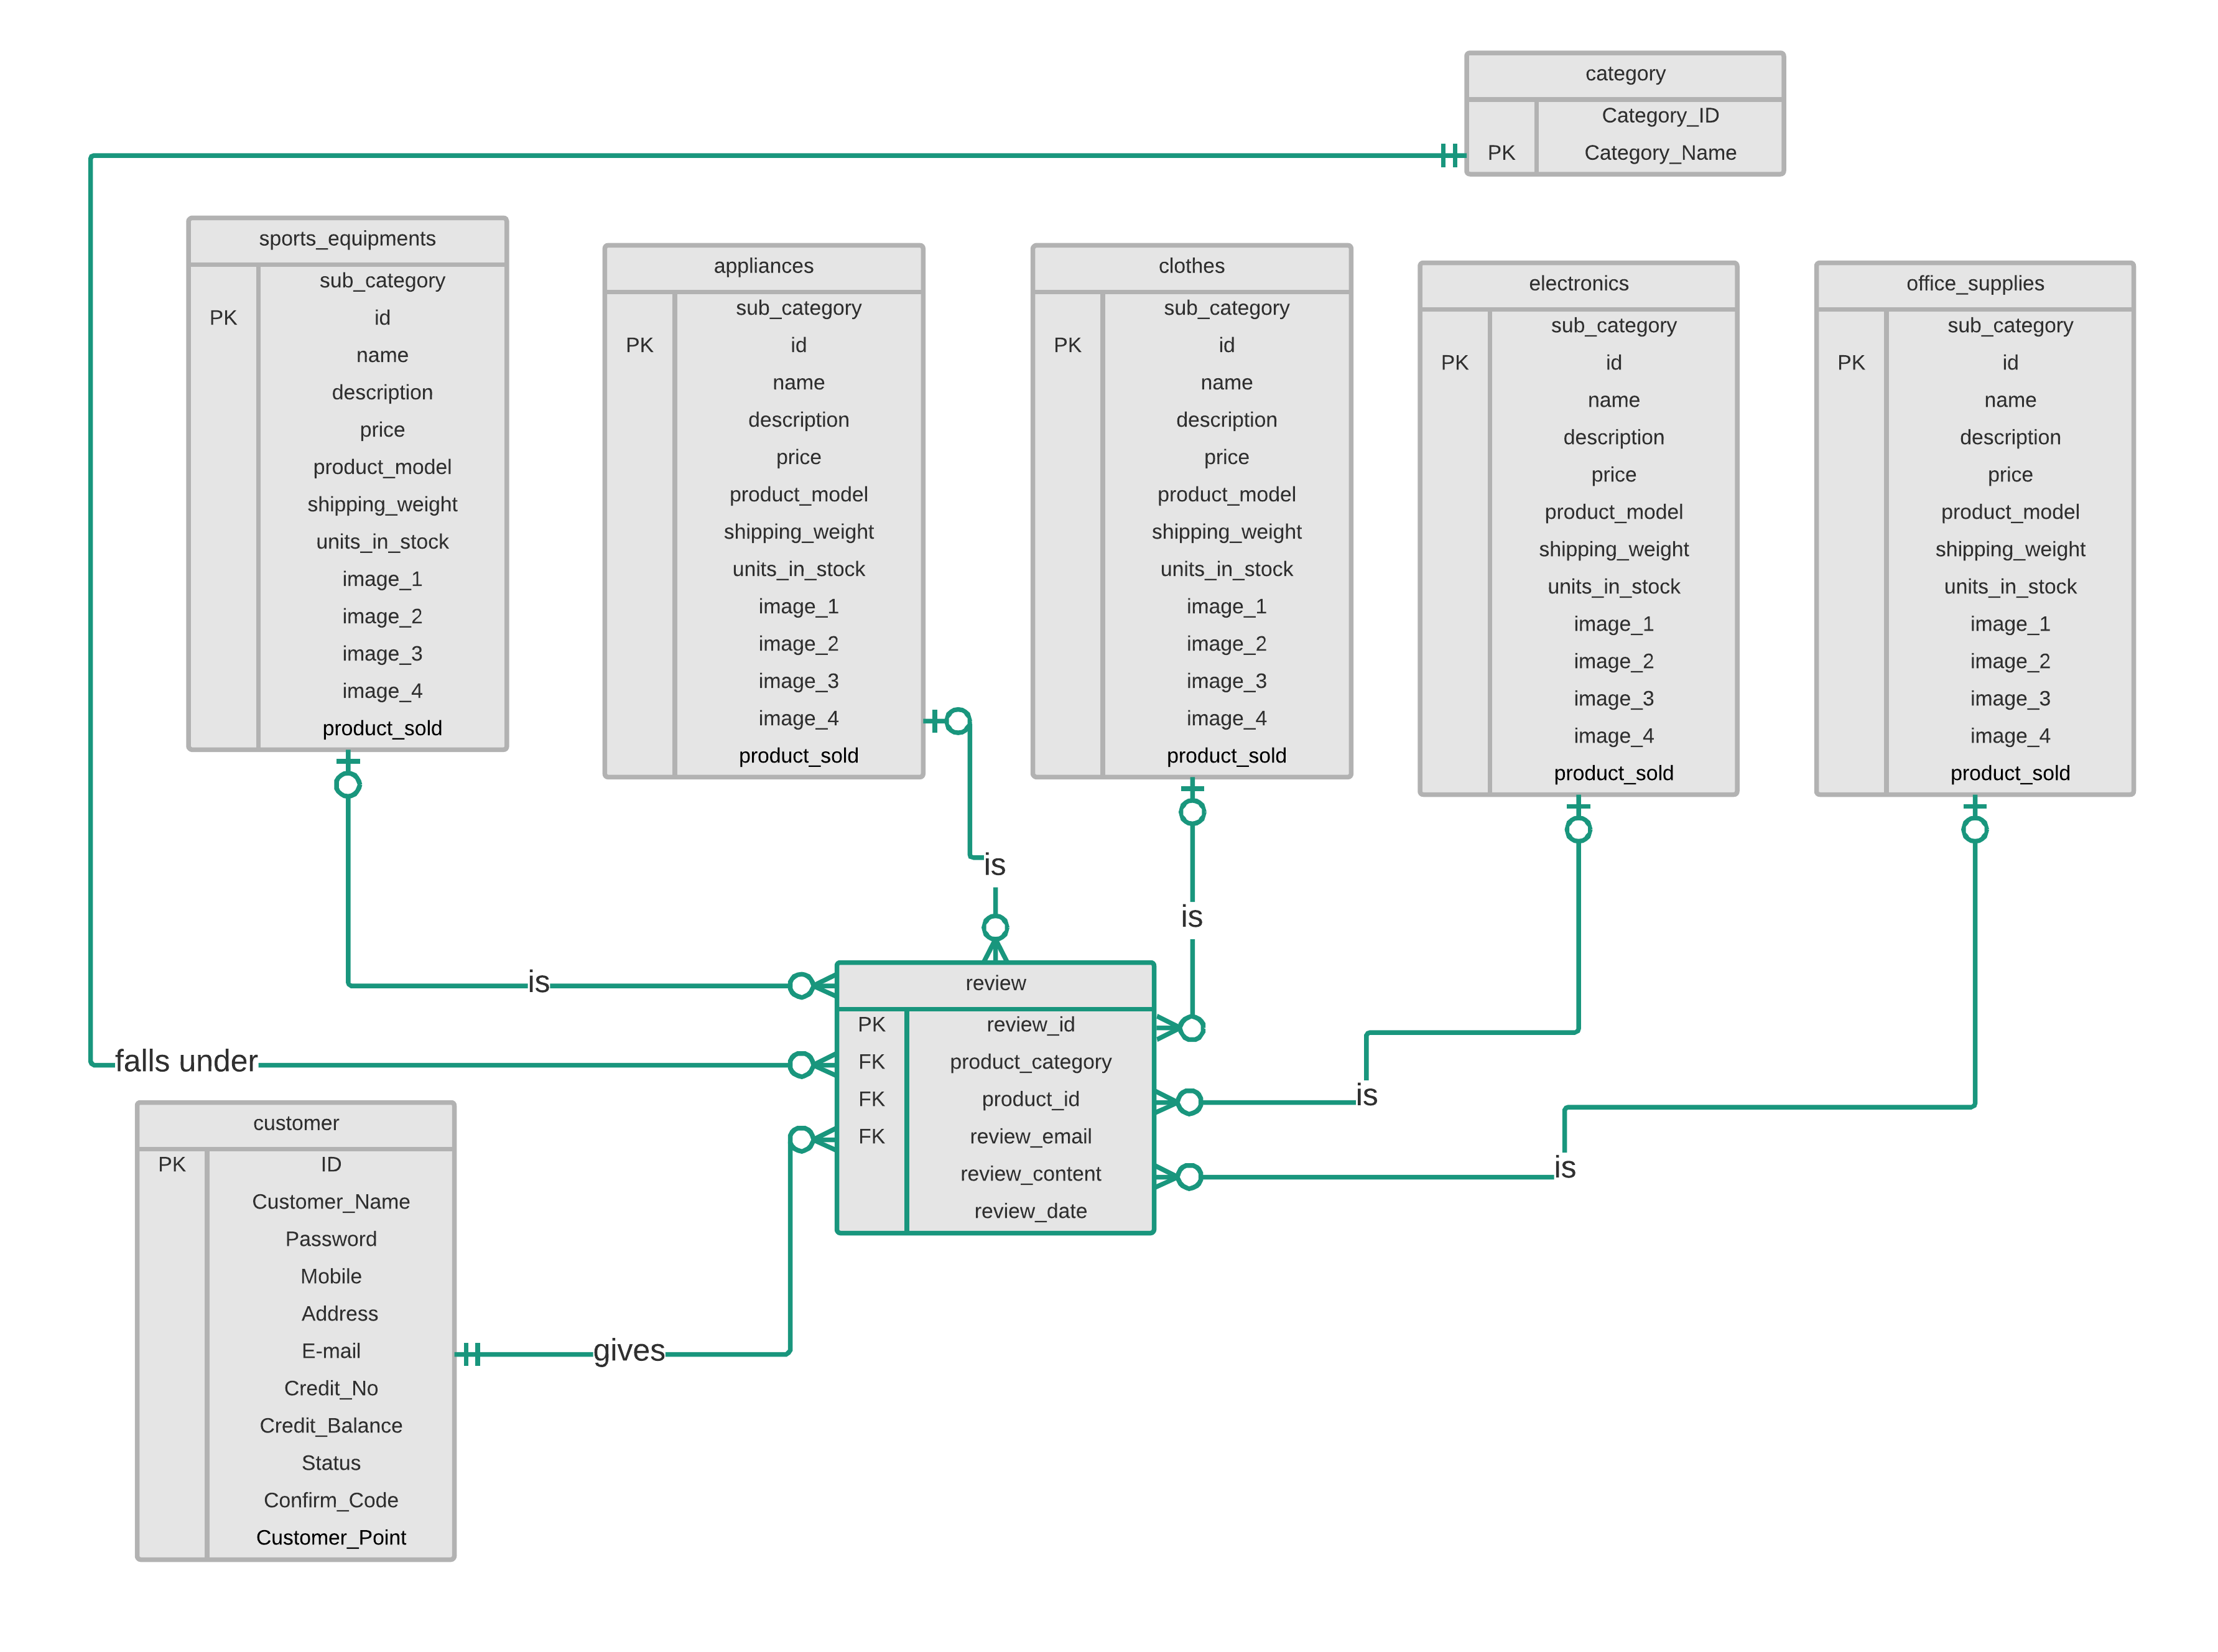 category
Category_ID
PK Category_Name
sports_equipments
sub_category
PK id
name
description
price
product_model
shipping_weight
units_in_stock
image_1
image_2
image_3
image_4
product_sold
appliances
sub_category
PK id
name
description
price
product_model
shipping_weight
units_in_stock
image_1
image_2
image_3
image_4
product_sold
clothes
sub_category
PK id
name
description
price
product_model
shipping_weight
units_in_stock
image_1
image_2
image_3
image_4
product_sold
electronics
sub_category
PK id
name
description
price
product_model
shipping_weight
units_in_stock
image_1
image_2
image_3
image_4
product_sold
office_supplies
sub_category
PK id
name
description
price
product_model
shipping_weight
units_in_stock
image_1
image_2
image_3
image_4
product_sold
is
is
is
is
is
falls under
gives
review
PK review_id
FK product_category
FK product_id
FK review_email
review_content
review_date
customer
PK ID
Customer_Name
Password
Mobile
Address
E-mail
Credit_No
Credit_Balance
Status
Confirm_Code
Customer_Point